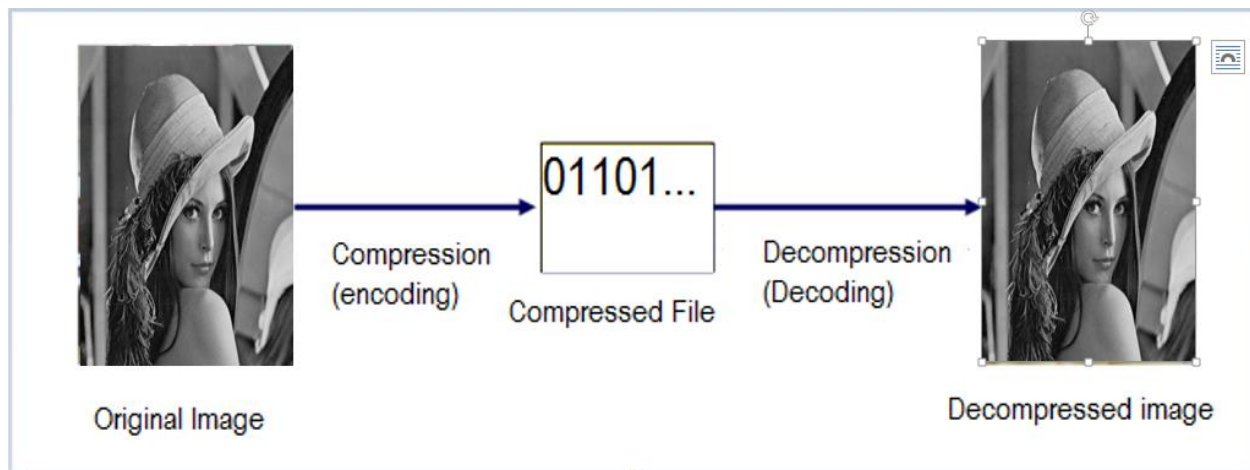 01101...
Compression
(encoding)
Decompression
(Decoding)
Compressed File
Original Image
Decompressed image